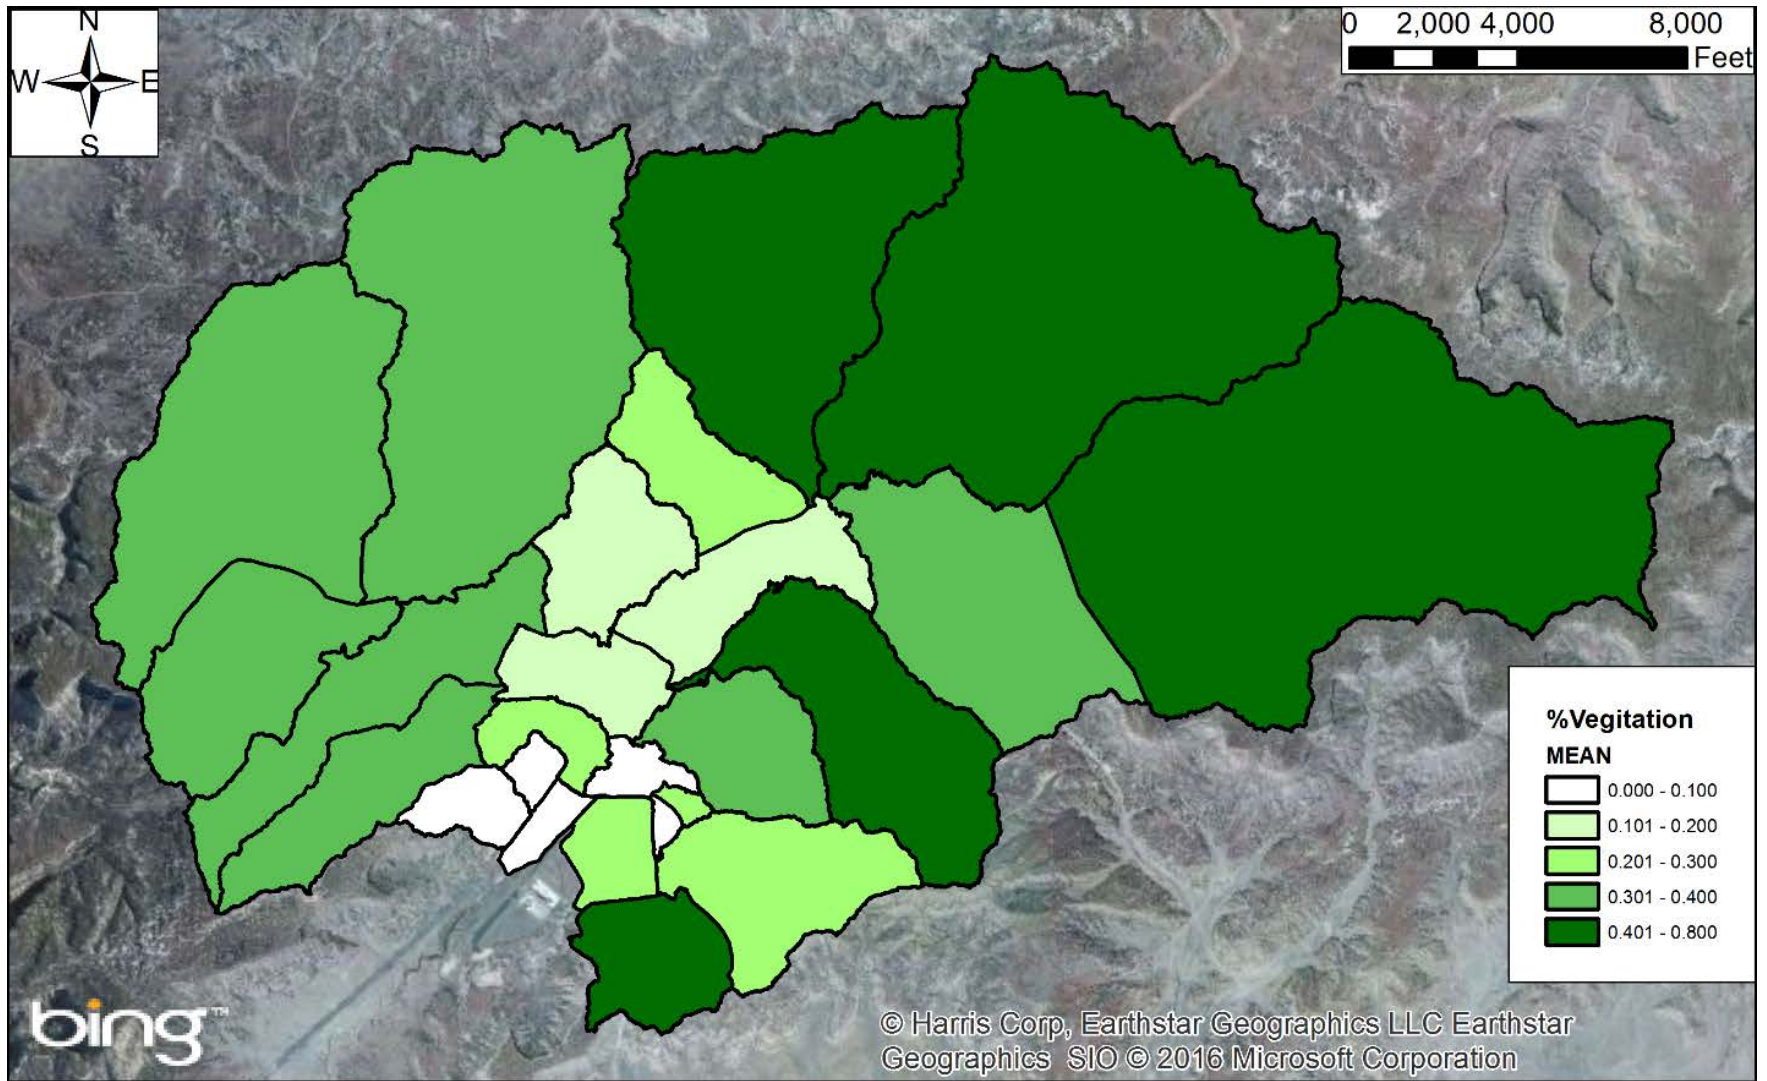 N
W E
S
0 2,000 4,000 8,000
Feet
%Vegitation
MEAN
0.000 - 0.100
0.101 - 0.200
0.201 - 0.300
0.301 - 0.400
0.401 - 0.800
bing™
© Harris Corp, Earthstar Geographics LLC Earthstar
Geographics SIO © 2016 Microsoft Corporation